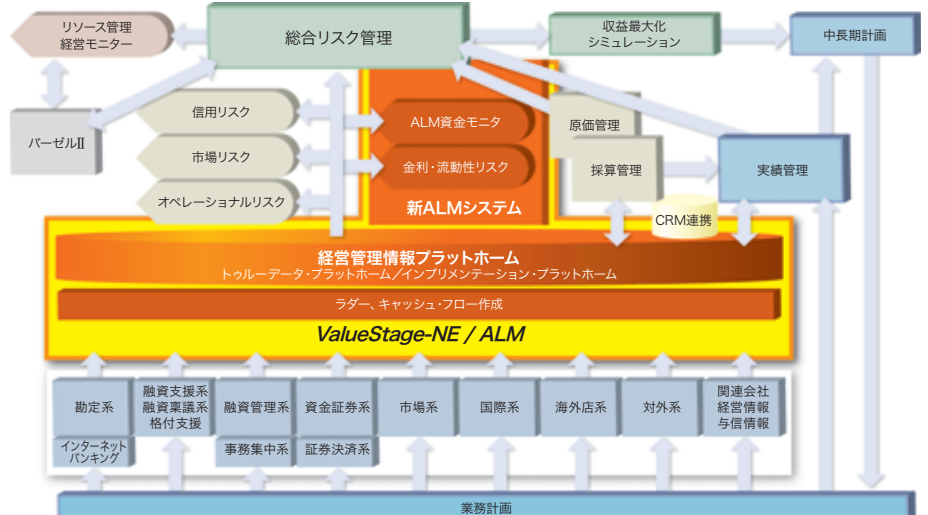 リソース管理
経営モニター
総合リスク管理
収益最大化
シミュレーション
中長期計画
バーゼルⅡ
信用リスク
市場リスク
オペレーショナルリスク
ALM資金モニタ
金利・流動性リスク
新ALMシステム
原価管理
採算管理
実績管理
CRM連携
経営管理情報プラットホーム
トゥルーデータ・プラットホーム／インプリメンテーション・プラットホーム
ラダー、キャッシュ・フロー作成
ValueStage-NE / ALM
勘定系
インターネット
バンキング
融資支援系
融資稟議系
格付支援
融資管理系
事務集中系
資金証券系
証券決済系
市場系
国際系
海外店系
対外系
関連会社
経営情報
与信情報
業務計画